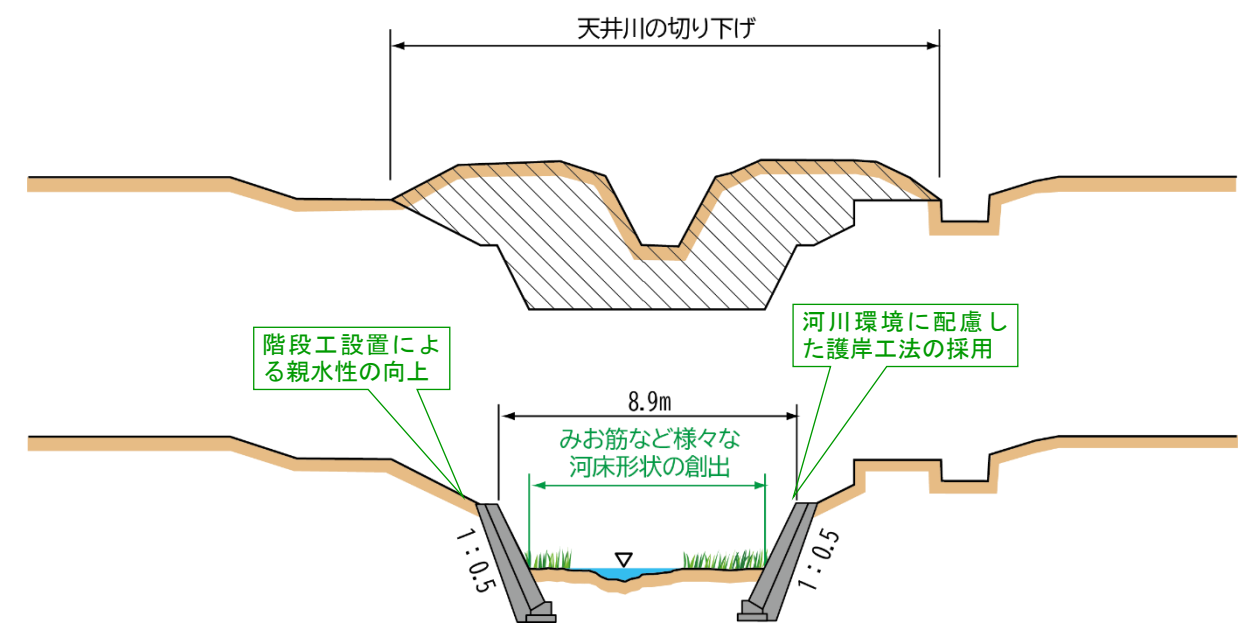 天井川の切り下げ
階段工設置によ
る親水性の向上
河川環境に配慮し
た護岸工法の採用
8.9m
みお筋など様々な
河床形状の創出
1:0.5
1:0.5